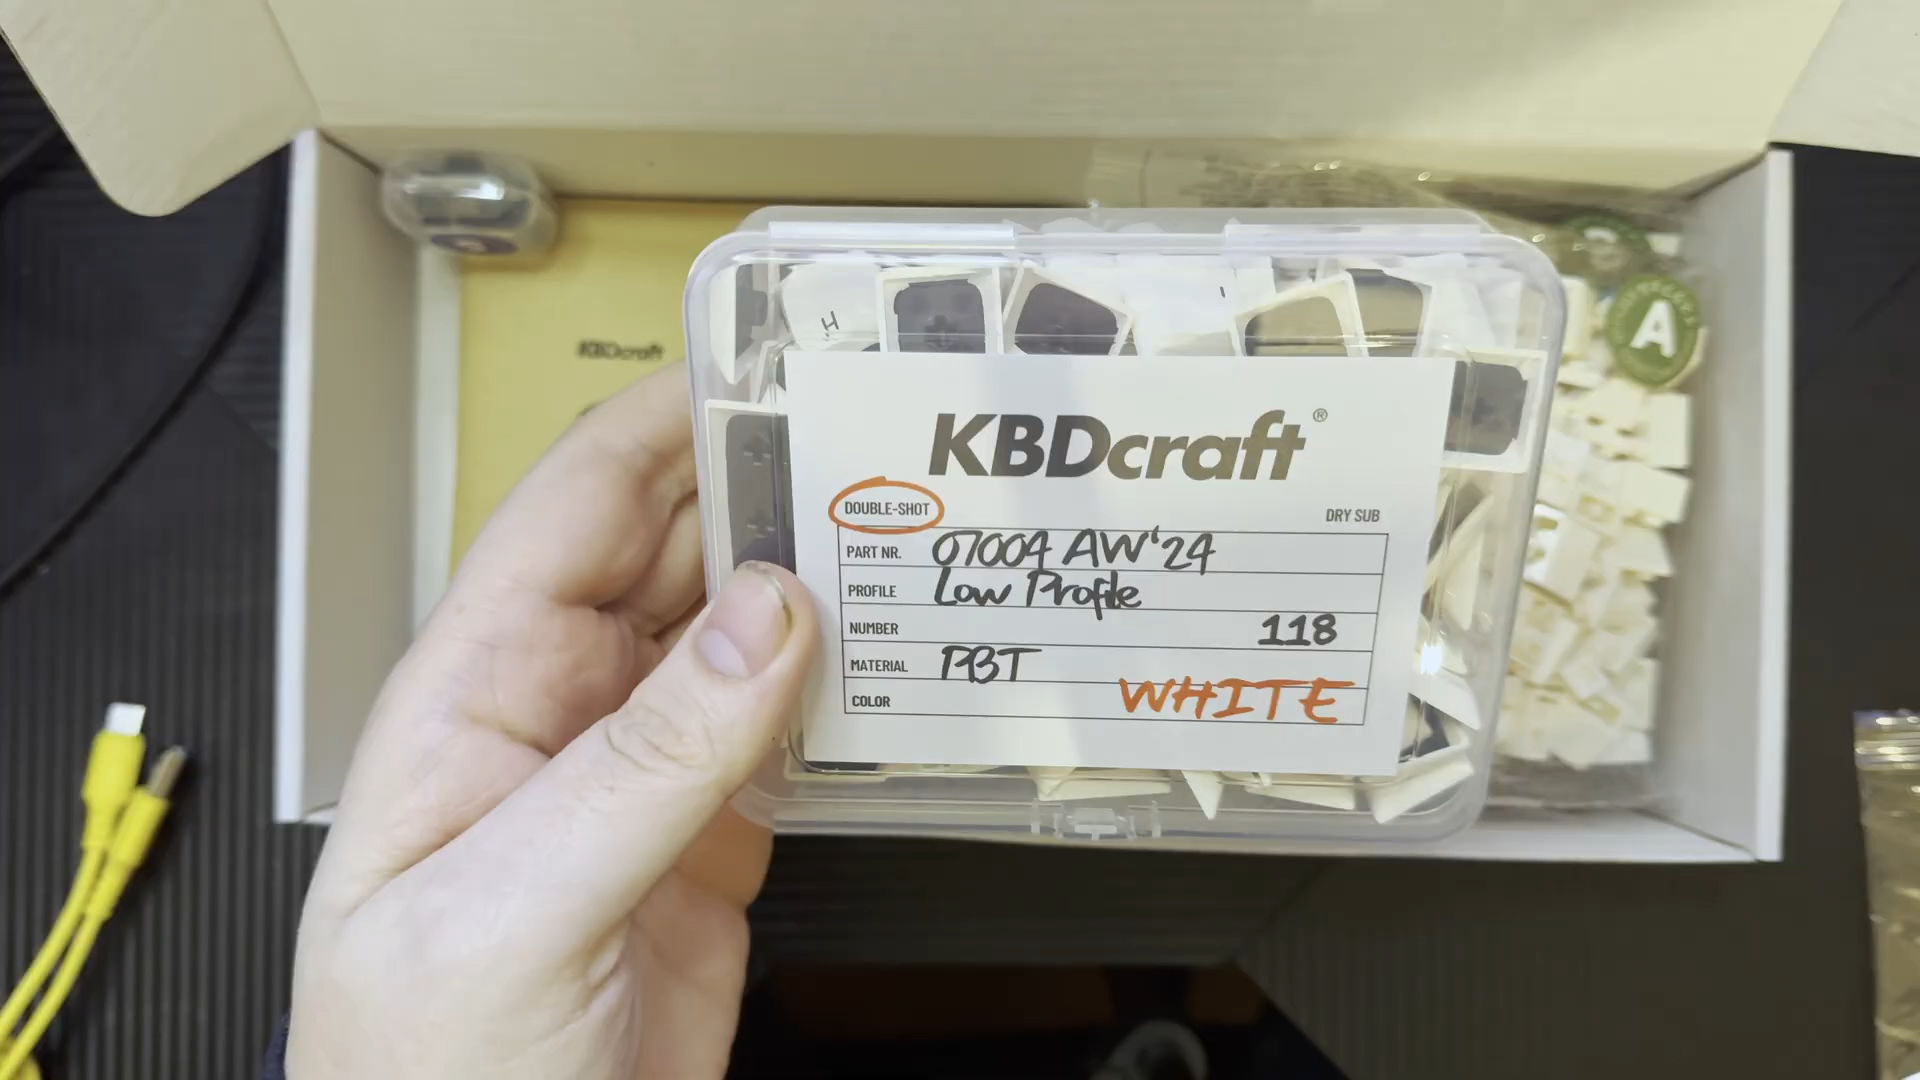 H
KBDcraft
A
KBDcraft®
DOUBLE-SHOT
DRY SUB
PART NR. 07004 AW'24
PROFILE Low Profile
NUMBER 118
MATERIAL PBT
COLOR WHITE